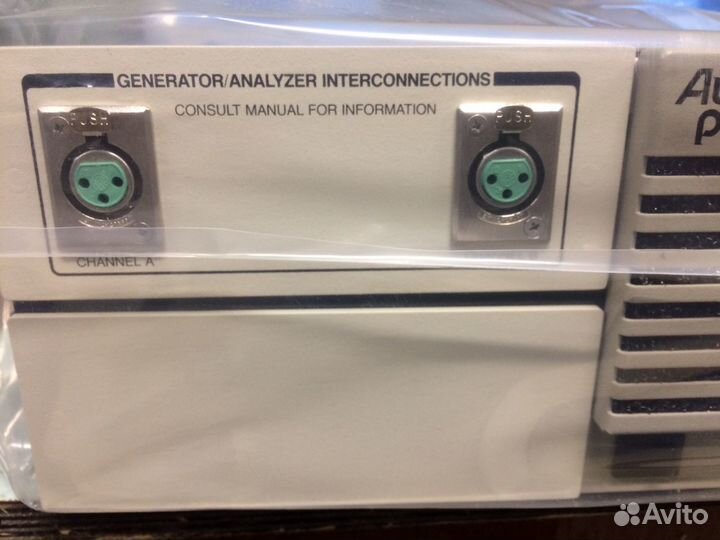 GENERATOR/ANALYZER INTERCONNECTIONS
CONSULT MANUAL FOR INFORMATION
PUSH
PUSH
CHANNEL A
Avito